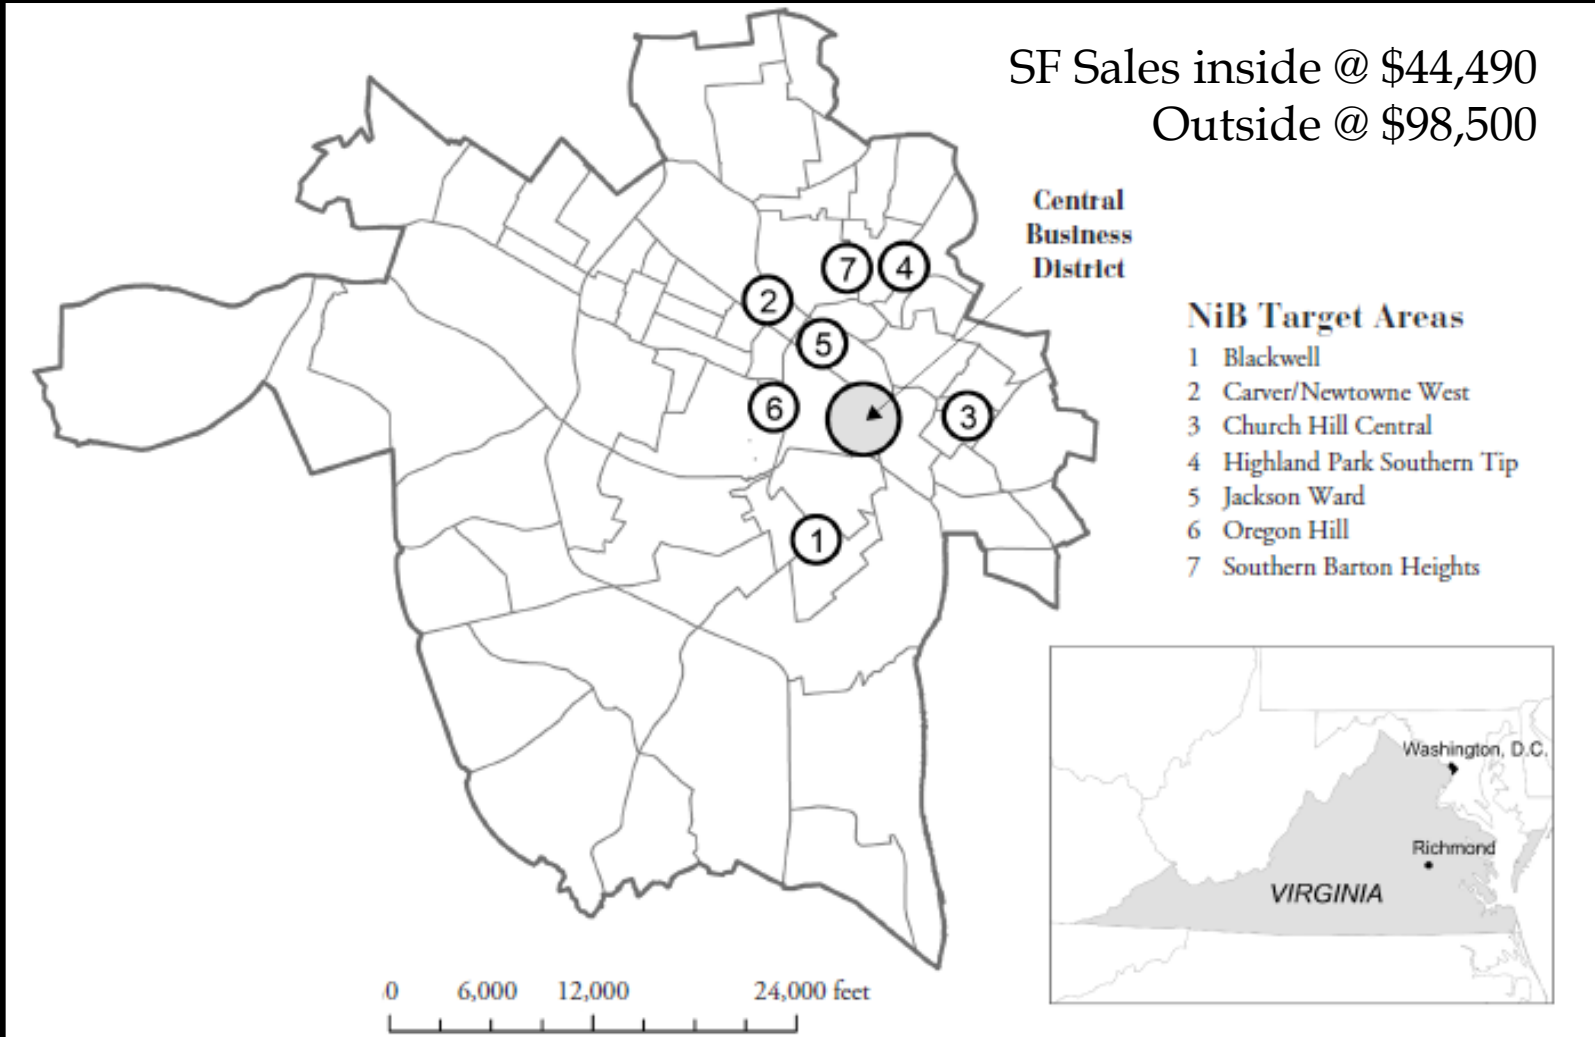 SF Sales inside @ $44,490
Outside @ $98,500
Central
Business
District
7
4
2
5
6
3
1
NiB Target Areas
1 Blackwell
2 Carver/Newtowne West
3 Church Hill Central
4 Highland Park Southern Tip
5 Jackson Ward
6 Oregon Hill
7 Southern Barton Heights
Washington, D.C.
Richmond
VIRGINIA
0 6,000 12,000 24,000 feet